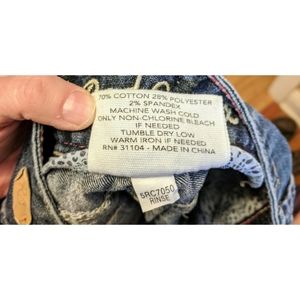 70% COTTON 28% POLYESTER
2% SPANDEX
MACHINE WASH COLD
ONLY NON-CHLORINE BLEACH
IF NEEDED
TUMBLE DRY LOW
WARM IRON IF NEEDED
RN# 31104 - MADE IN CHINA
5RC7050
RINSE